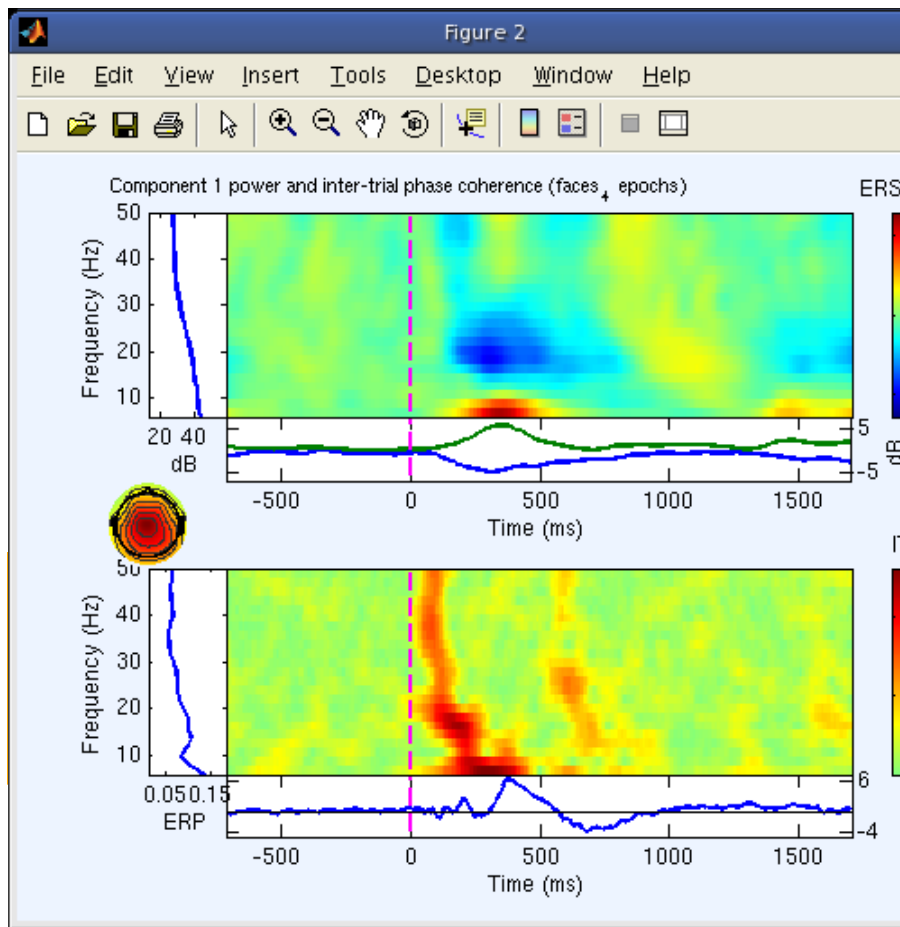 Figure 2
File Edit View Insert Tools Desktop Window Help
Component 1 power and inter-trial phase coherence (faces4 epochs)
ERS
50
40
30
20
10
Frequency (Hz)
20 40
dB
5
-5
dB
-500 0 500 1000 1500
Time (ms)
IT
50
40
30
20
10
Frequency (Hz)
0.05 0.15
ERP
6
-4
-500 0 500 1000 1500
Time (ms)